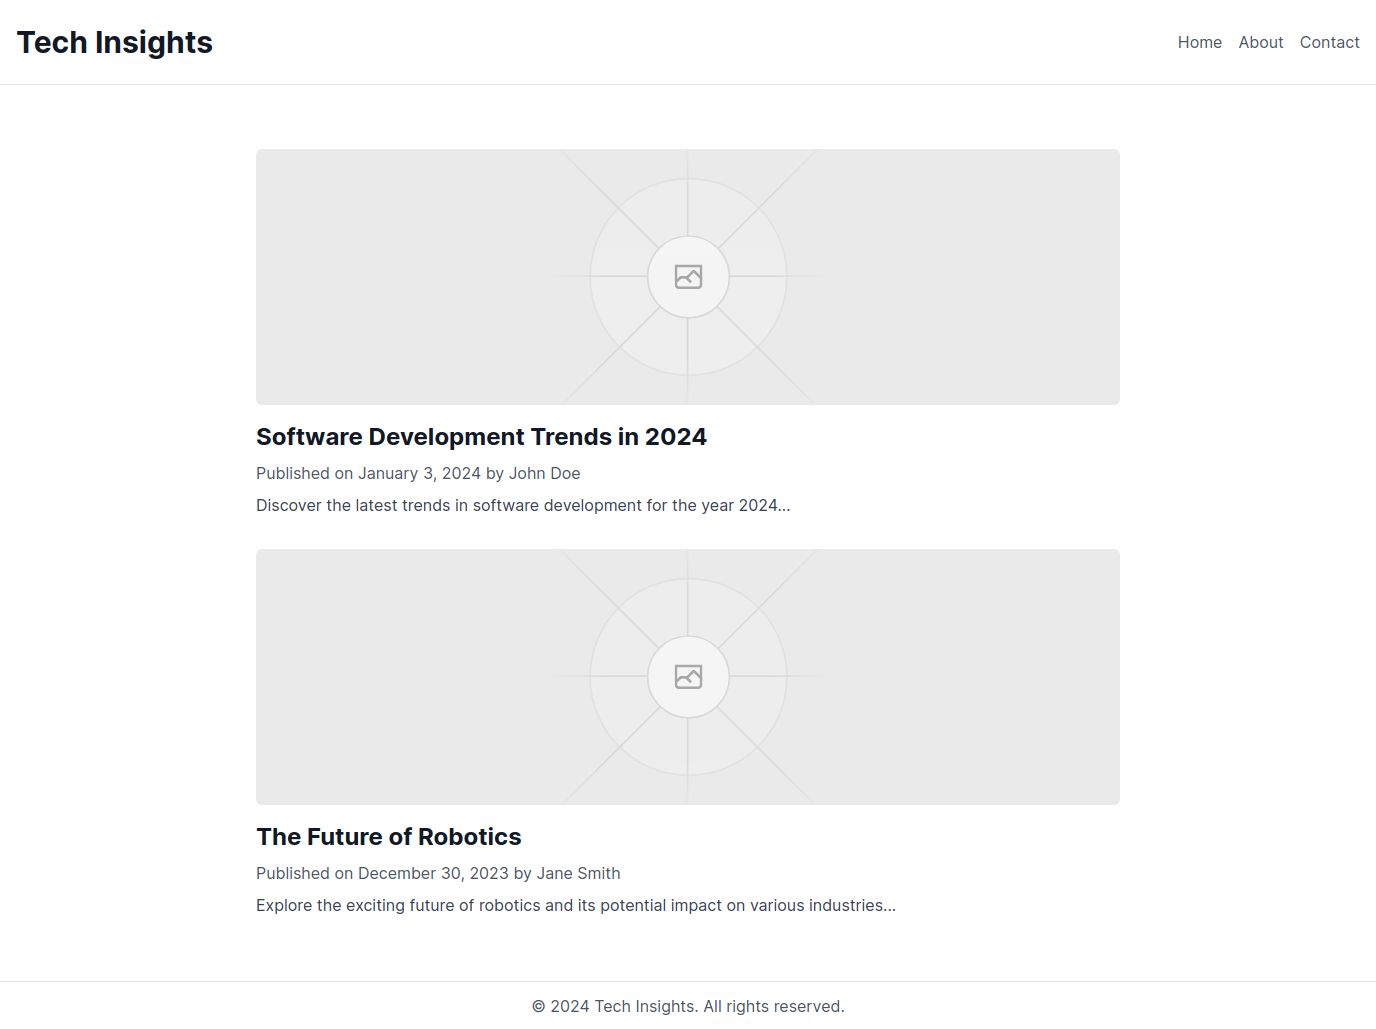 Tech Insights
Home About Contact
Software Development Trends in 2024
Published on January 3, 2024 by John Doe
Discover the latest trends in software development for the year 2024...
The Future of Robotics
Published on December 30, 2023 by Jane Smith
Explore the exciting future of robotics and its potential impact on various industries...
© 2024 Tech Insights. All rights reserved.